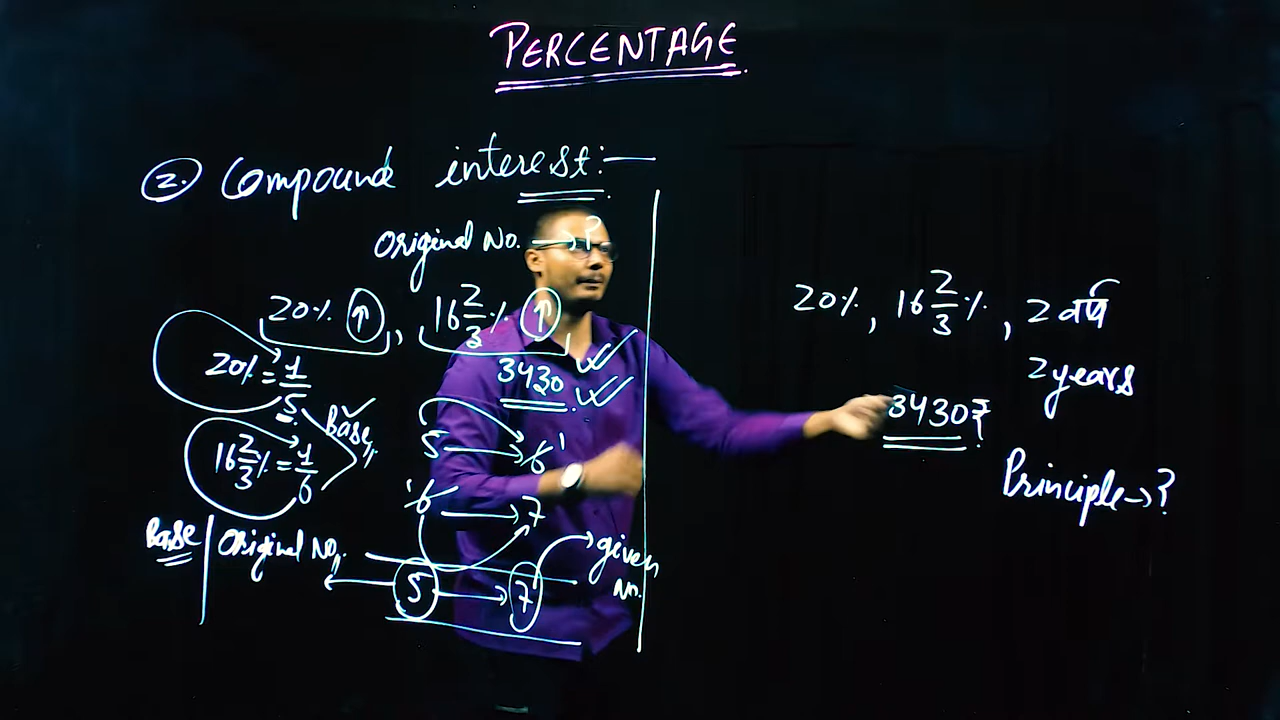 PERCENTAGE
2. Compound interest:—
Original No. → ?
20% ↑, 16 2/3 % ↑
3430
20% = 1/5
Base
16 2/3 % = 1/6
5 → 6 1
1 6 → 7
Base | Original No.
5 → 7 → given No.
20%, 16 2/3 %, 2 वर्ष
2 years
3430 ₹
Principle → ?